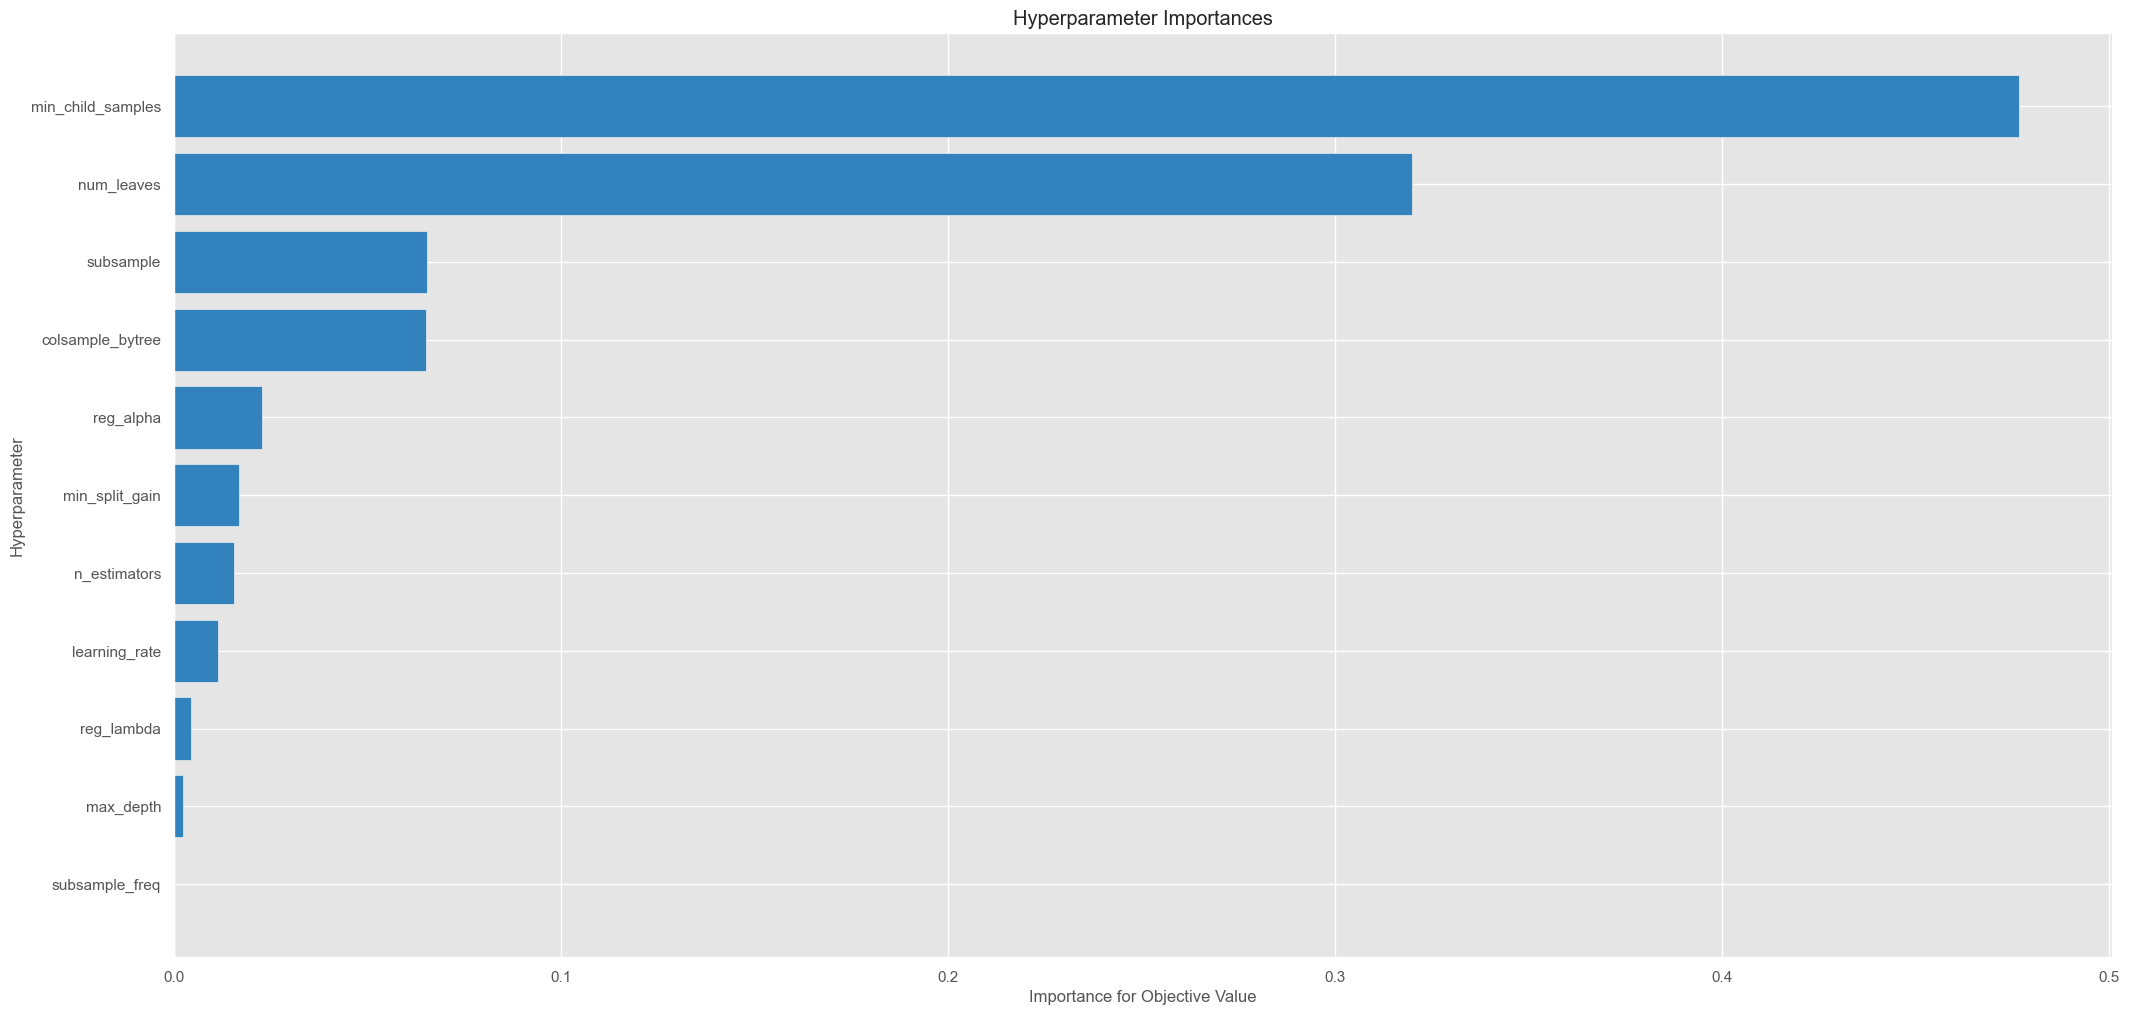 Hyperparameter Importances
Hyperparameter
min_child_samples
num_leaves
subsample
colsample_bytree
reg_alpha
min_split_gain
n_estimators
learning_rate
reg_lambda
max_depth
subsample_freq
0.0 0.1 0.2 0.3 0.4 0.5
Importance for Objective Value